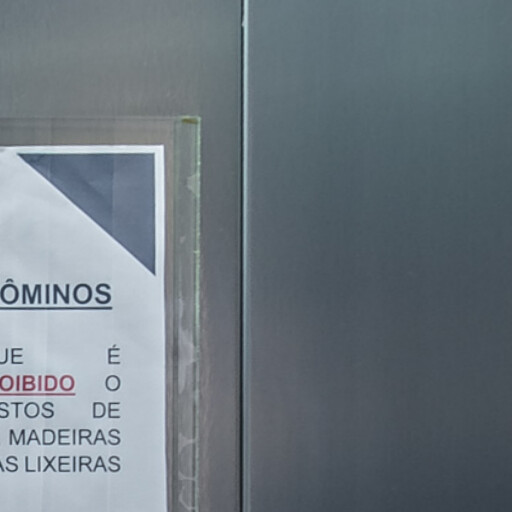 ÔMINOS
UE É
OIBIDO O
STOS DE
MADEIRAS
AS LIXEIRAS